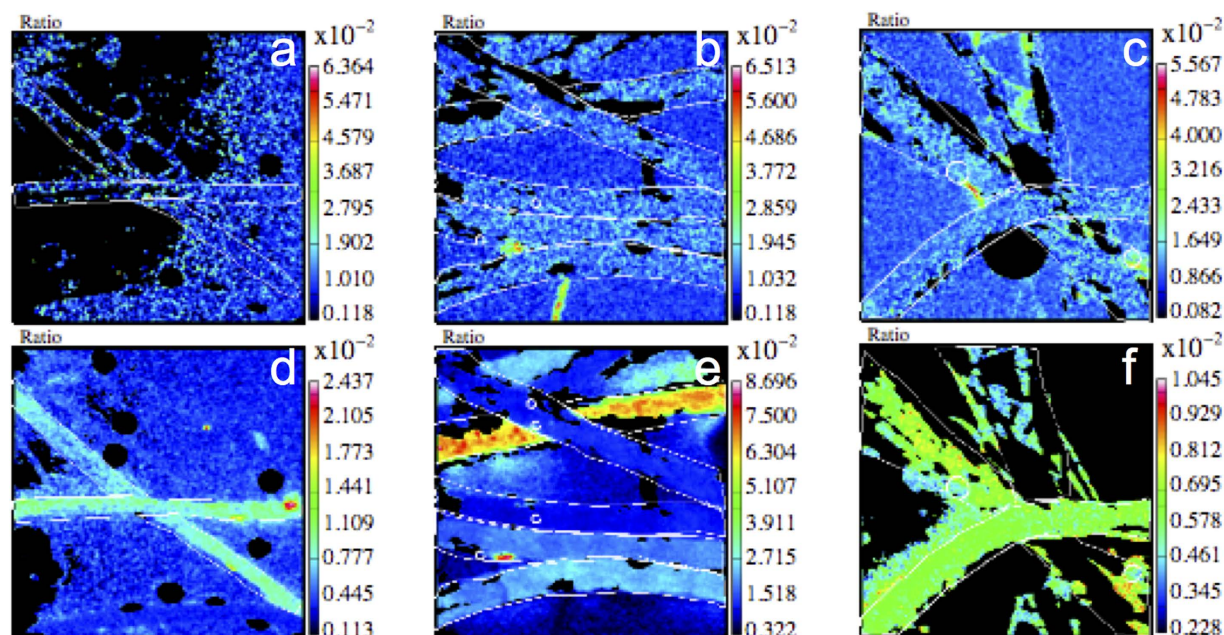 Ratio
a
x10⁻²
6.364
5.471
4.579
3.687
2.795
1.902
1.010
0.118
Ratio
b
x10⁻²
6.513
5.600
4.686
3.772
2.859
1.945
1.032
0.118
Ratio
c
x10⁻²
5.567
4.783
4.000
3.216
2.433
1.649
0.866
0.082
Ratio
d
x10⁻²
2.437
2.105
1.773
1.441
1.109
0.777
0.445
0.113
Ratio
e
x10⁻²
8.696
7.500
6.304
5.107
3.911
2.715
1.518
0.322
Ratio
f
x10⁻²
1.045
0.929
0.812
0.695
0.578
0.461
0.345
0.228